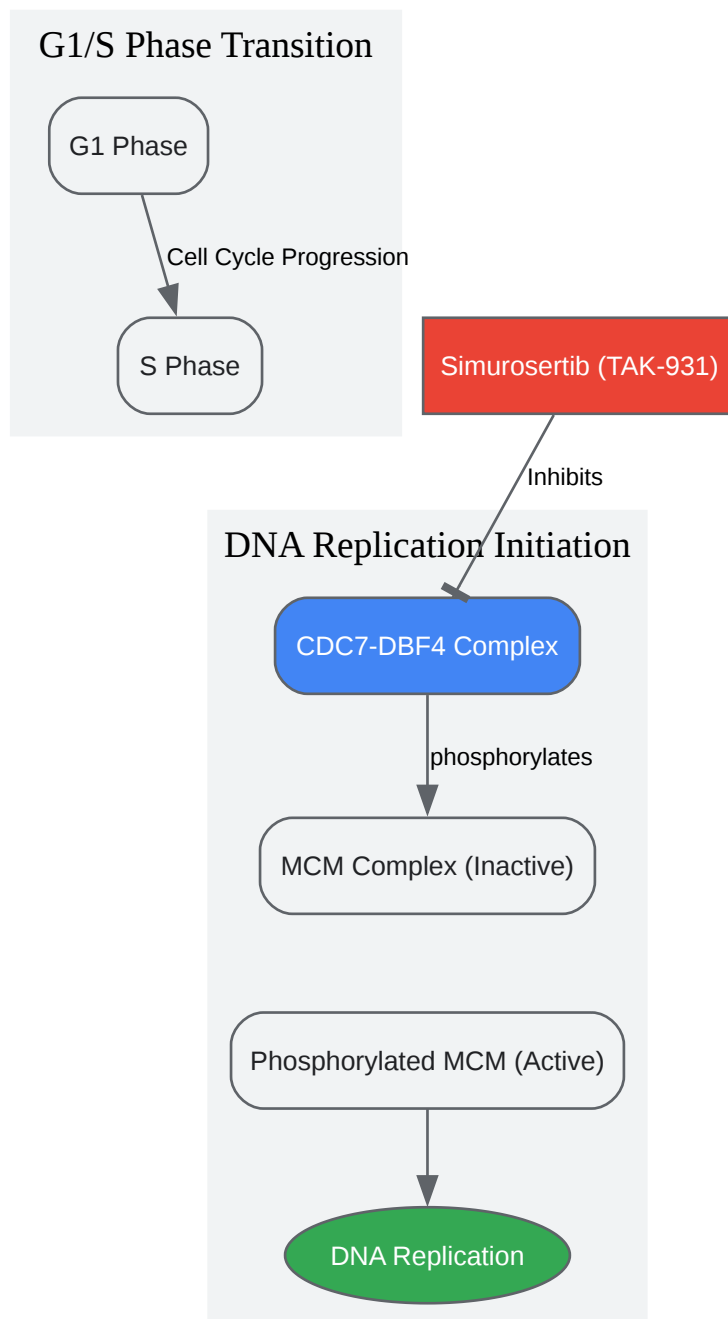 G1/S Phase Transition
G1 Phase
Cell Cycle Progression
S Phase
Simurosertib (TAK-931)
Inhibits
DNA Replication Initiation
CDC7-DBF4 Complex
phosphorylates
MCM Complex (Inactive)
Phosphorylated MCM (Active)
DNA Replication